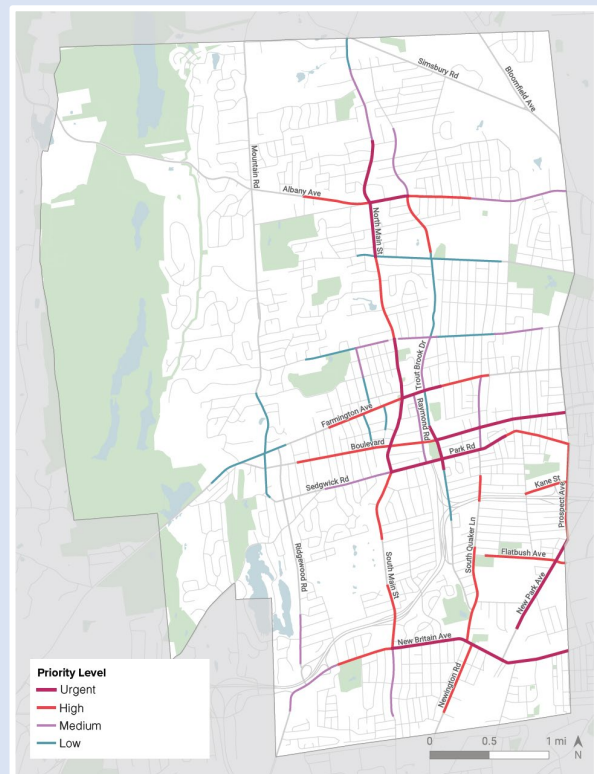 Simsbury Rd
Bloomfield Ave
Mountain Rd
Albany Ave
North Main St
Trout Brook Dr
Farmington Ave
Raymond Rd
Boulevard
Park Rd
Sedgwick Rd
Kane St
Prospect Ave
South Quaker Ln
Flatbush Ave
Ridgewood Rd
South Main St
New Park Ave
New Britain Ave
Newington Rd
Priority Level
Urgent
High
Medium
Low
0 0.5 1 mi
N